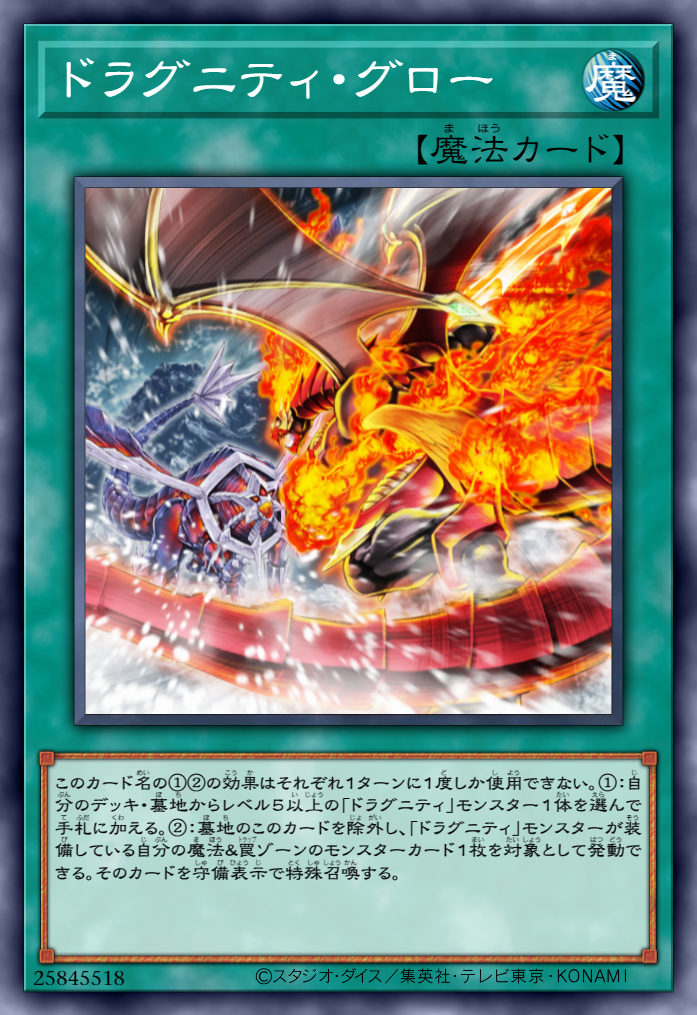 ドラグニティ・グロー
魔
【魔法カード】
このカード名の①②の効果はそれぞれ1ターンに1度しか使用できない。①:自
分のデッキ・墓地からレベル5以上の「ドラグニティ」モンスター1体を選んで
手札に加える。②:墓地のこのカードを除外し、「ドラグニティ」モンスターが装
備している自分の魔法&罠ゾーンのモンスターカード1枚を対象として発動で
きる。そのカードを守備表示で特殊召喚する。
25845518
©スタジオ・ダイス/集英社・テレビ東京・KONAMI